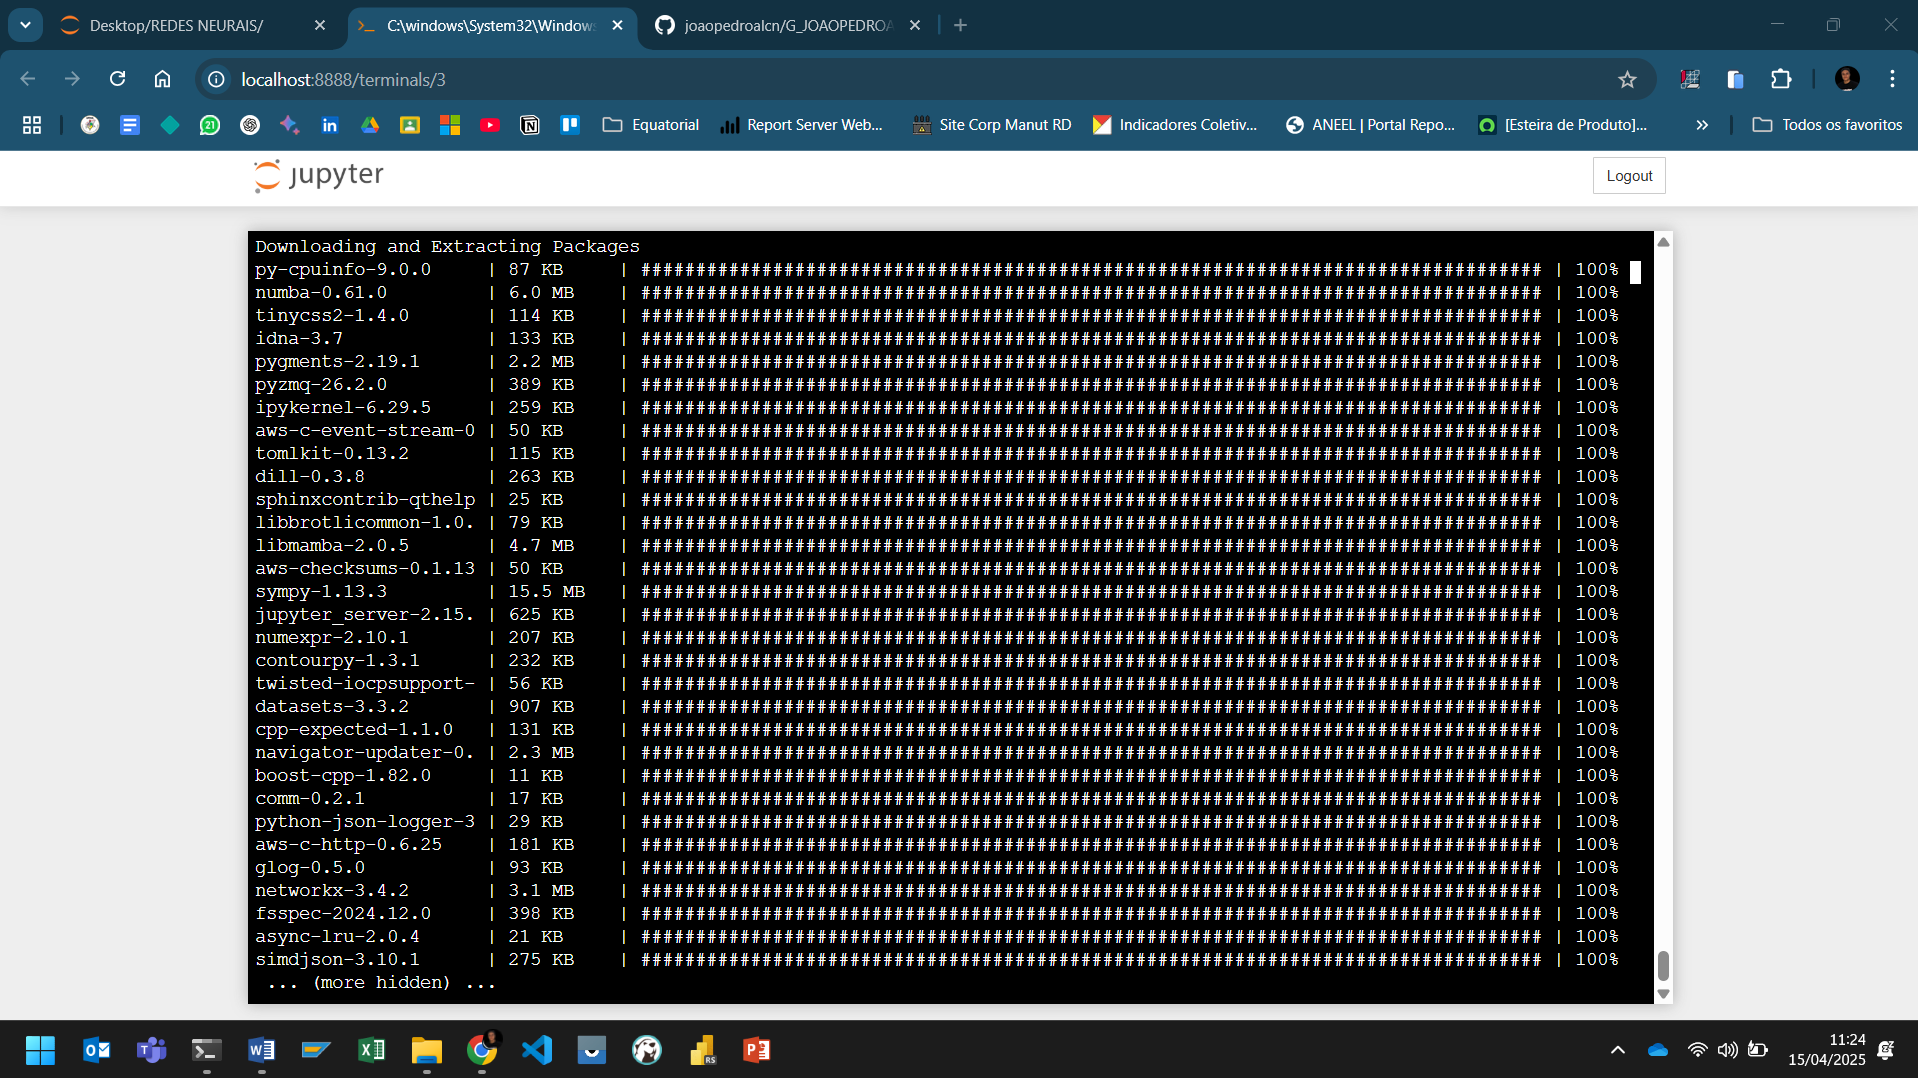 Desktop/REDES NEURAIS/
C:\windows\System32\Windows
joaopedroalcn/G_JOAOPEDROA
localhost:8888/terminals/3
21
Equatorial
Report Server Web...
Site Corp Manut RD
Indicadores Coletiv...
ANEEL | Portal Repo...
[Esteira de Produto]...
Todos os favoritos
jupyter
Logout
Downloading and Extracting Packages
py-cpuinfo-9.0.0 | 87 KB | ################################################################################## | 100%
numba-0.61.0 | 6.0 MB | ################################################################################## | 100%
tinycss2-1.4.0 | 114 KB | ################################################################################## | 100%
idna-3.7 | 133 KB | ################################################################################## | 100%
pygments-2.19.1 | 2.2 MB | ################################################################################## | 100%
pyzmq-26.2.0 | 389 KB | ################################################################################## | 100%
ipykernel-6.29.5 | 259 KB | ################################################################################## | 100%
aws-c-event-stream-0 | 50 KB | ################################################################################## | 100%
tomlkit-0.13.2 | 115 KB | ################################################################################## | 100%
dill-0.3.8 | 263 KB | ################################################################################## | 100%
sphinxcontrib-qthelp | 25 KB | ################################################################################## | 100%
libbrotlicommon-1.0. | 79 KB | ################################################################################## | 100%
libmamba-2.0.5 | 4.7 MB | ################################################################################## | 100%
aws-checksums-0.1.13 | 50 KB | ################################################################################## | 100%
sympy-1.13.3 | 15.5 MB | ################################################################################## | 100%
jupyter_server-2.15. | 625 KB | ################################################################################## | 100%
numexpr-2.10.1 | 207 KB | ################################################################################## | 100%
contourpy-1.3.1 | 232 KB | ################################################################################## | 100%
twisted-iocpsupport- | 56 KB | ################################################################################## | 100%
datasets-3.3.2 | 907 KB | ################################################################################## | 100%
cpp-expected-1.1.0 | 131 KB | ################################################################################## | 100%
navigator-updater-0. | 2.3 MB | ################################################################################## | 100%
boost-cpp-1.82.0 | 11 KB | ################################################################################## | 100%
comm-0.2.1 | 17 KB | ################################################################################## | 100%
python-json-logger-3 | 29 KB | ################################################################################## | 100%
aws-c-http-0.6.25 | 181 KB | ################################################################################## | 100%
glog-0.5.0 | 93 KB | ################################################################################## | 100%
networkx-3.4.2 | 3.1 MB | ################################################################################## | 100%
fsspec-2024.12.0 | 398 KB | ################################################################################## | 100%
async-lru-2.0.4 | 21 KB | ################################################################################## | 100%
simdjson-3.10.1 | 275 KB | ################################################################################## | 100%
... (more hidden) ...
11:24
15/04/2025